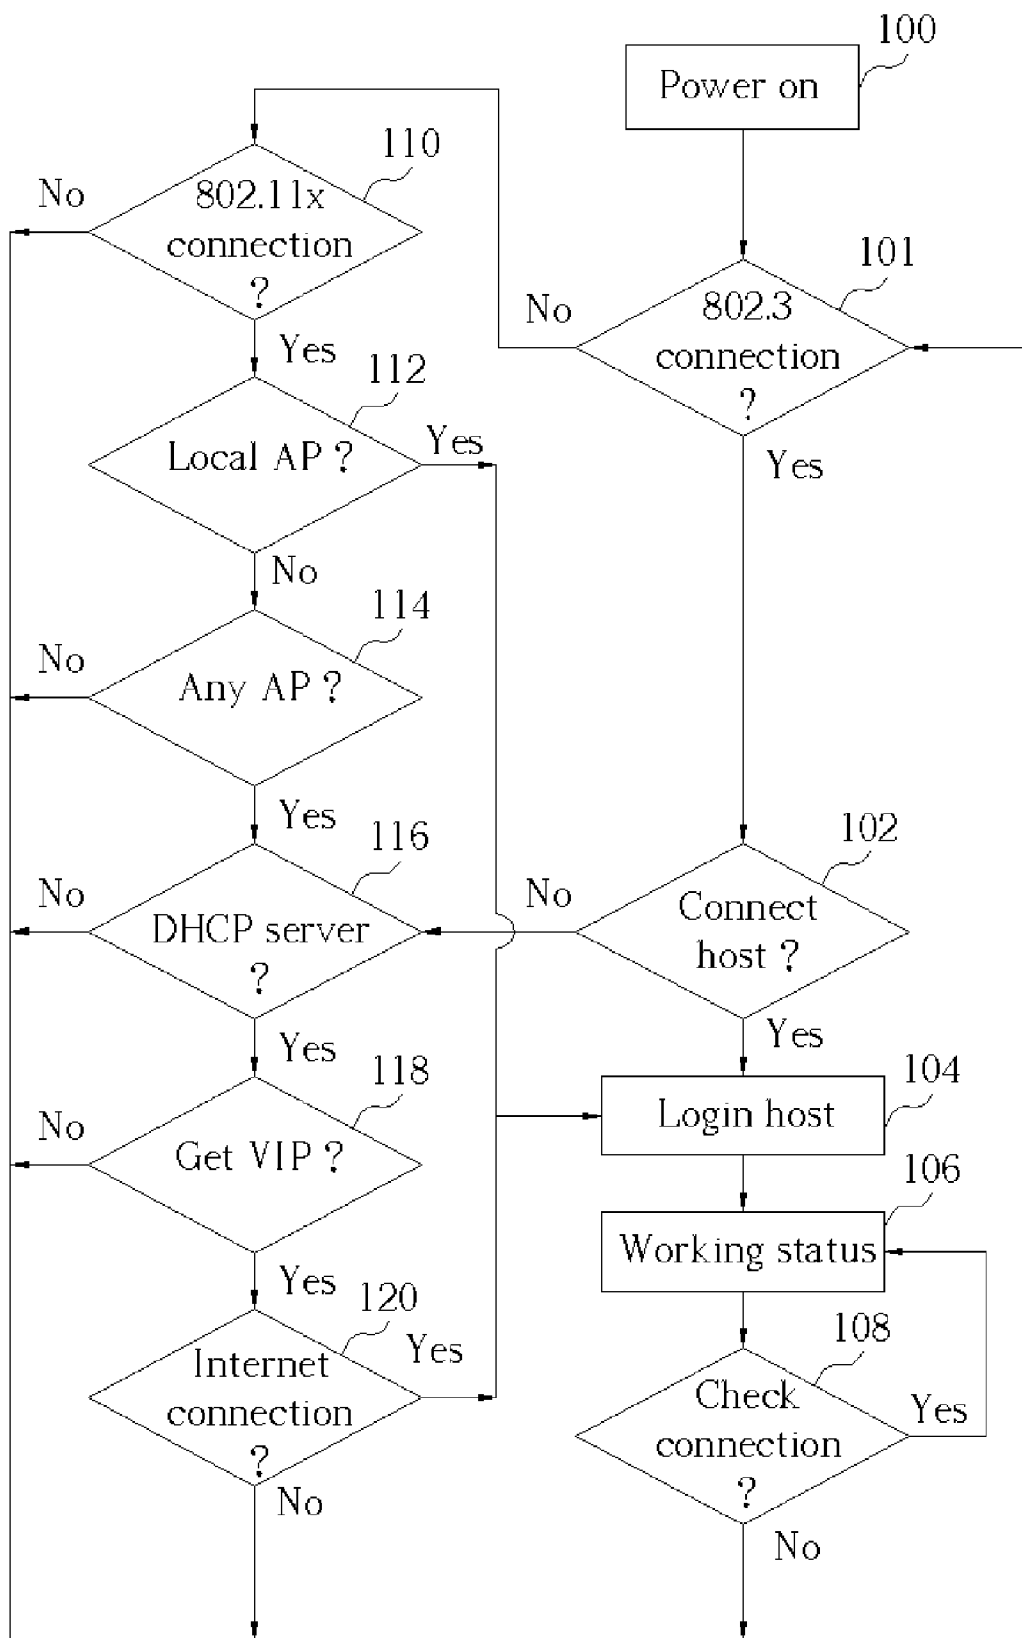 100
Power on
110
No
802.11x
connection
?
101
No
802.3
connection
?
Yes
112
Yes
Local AP ?
Yes
No
114
No
Any AP ?
Yes
116
102
No
DHCP server
?
No
Connect
host ?
Yes
Yes
118
104
No
Get VIP ?
Login host
106
Working status
Yes
120
108
Yes
Internet
connection
?
Check
connection
?
Yes
No
No